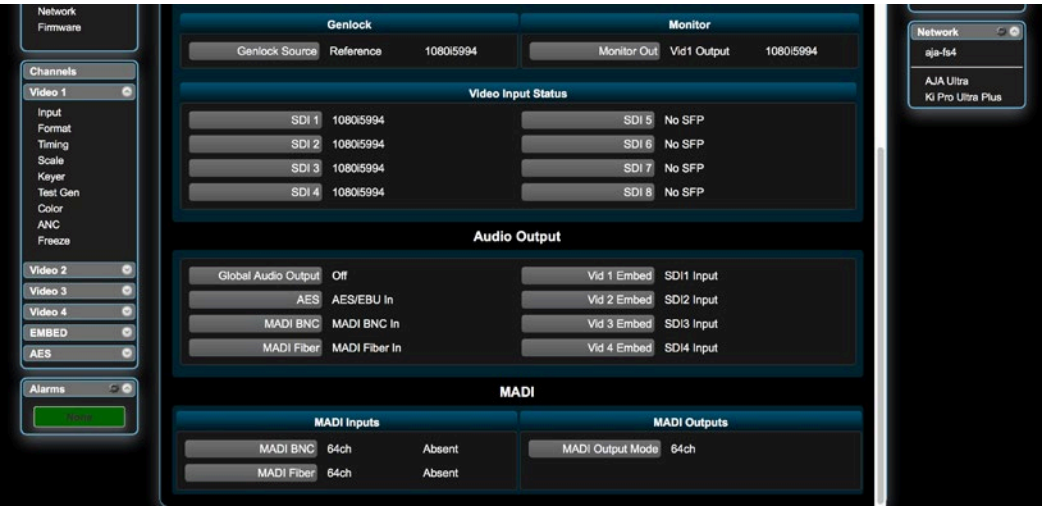 Network
Firmware
Channels
Video 1
Input
Format
Timing
Scale
Keyer
Test Gen
Color
ANC
Freeze
Video 2
Video 3
Video 4
EMBED
AES
Alarms
None
Genlock Monitor
Genlock Source Reference 1080i5994 Monitor Out Vid1 Output 1080i5994
Video Input Status
SDI 1 1080i5994 SDI 5 No SFP
SDI 2 1080i5994 SDI 6 No SFP
SDI 3 1080i5994 SDI 7 No SFP
SDI 4 1080i5994 SDI 8 No SFP
Audio Output
Global Audio Output Off Vid 1 Embed SDI1 Input
AES AES/EBU In Vid 2 Embed SDI2 Input
MADI BNC MADI BNC In Vid 3 Embed SDI3 Input
MADI Fiber MADI Fiber In Vid 4 Embed SDI4 Input
MADI
MADI Inputs MADI Outputs
MADI BNC 64ch Absent MADI Output Mode 64ch
MADI Fiber 64ch Absent
Network
aja-fs4
AJA Ultra
Ki Pro Ultra Plus